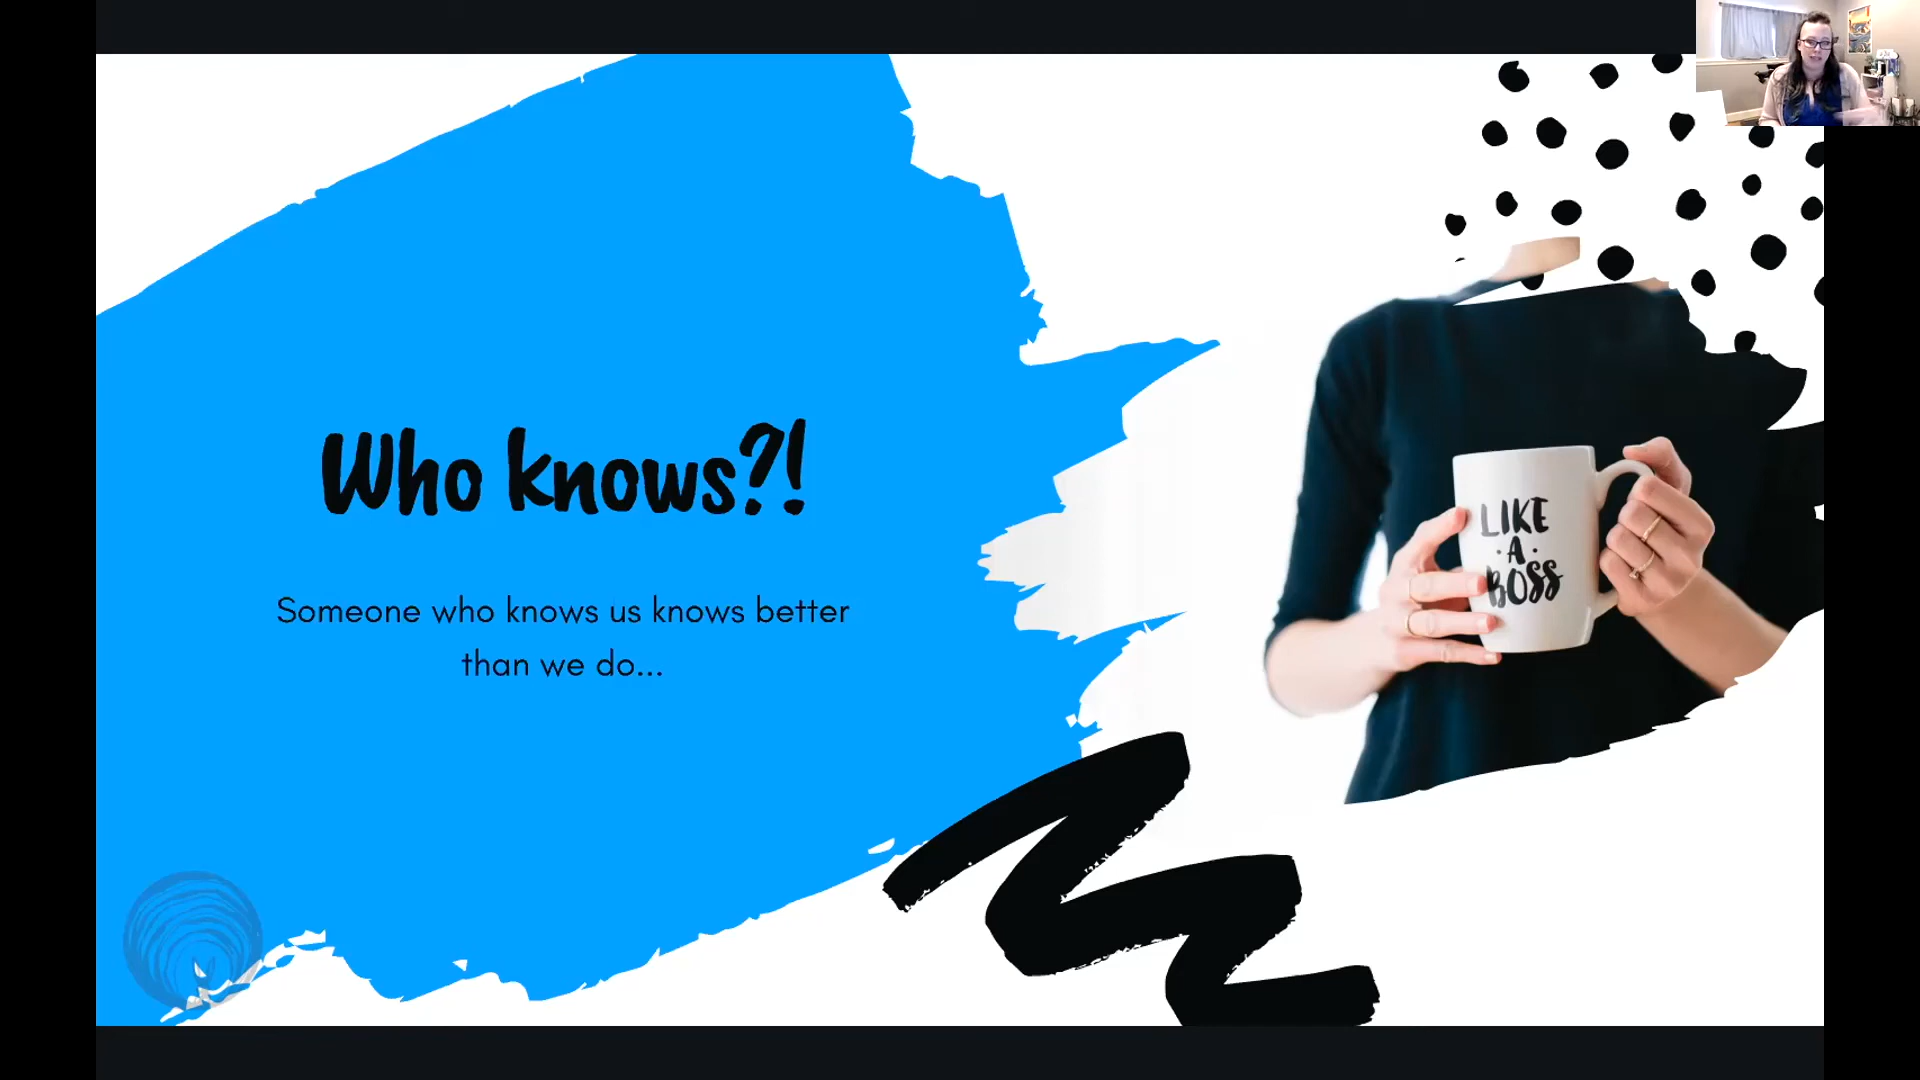 Who knows?!
Someone who knows us knows better
than we do...
LIKE
·A·
BOSS